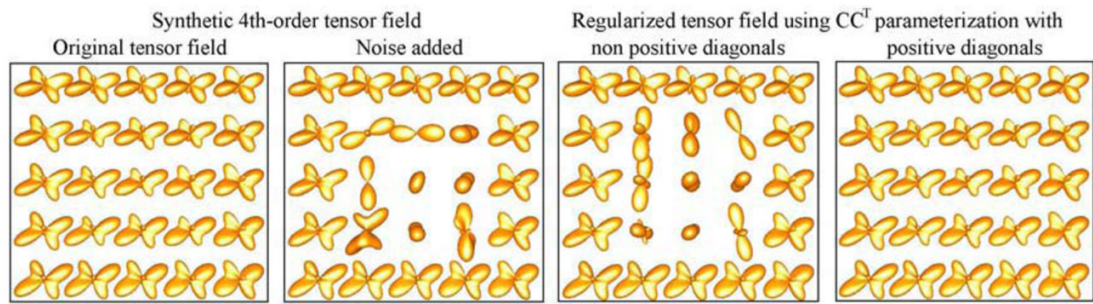 Synthetic 4th-order tensor field
Original tensor field
Noise added
Regularized tensor field using CCᵀ parameterization with
non positive diagonals
positive diagonals